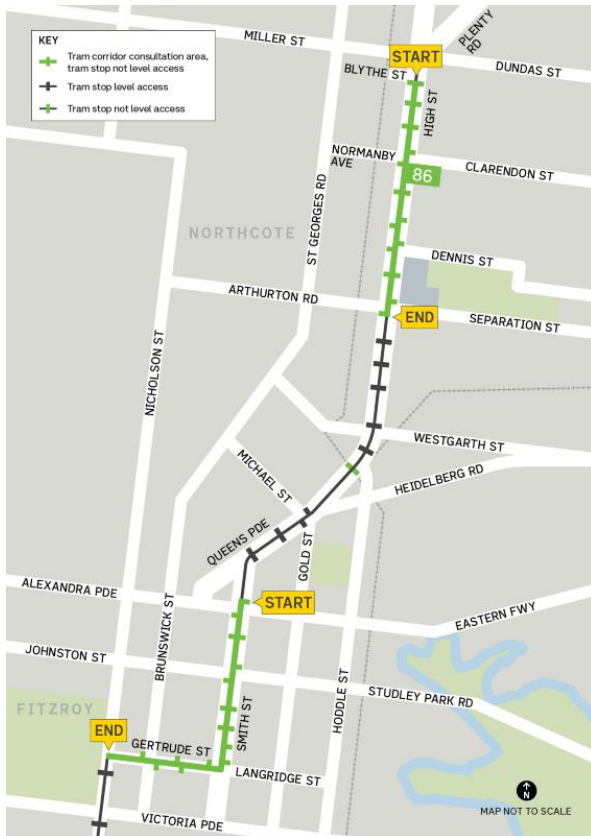 KEY
Tram corridor consultation area,
tram stop not level access
Tram stop level access
Tram stop not level access
MILLER ST
PLENTY
RD
START
DUNDAS ST
BLYTHE ST
HIGH ST
NORMANBY
AVE
CLARENDON ST
86
ST GEORGES RD
NORTHCOTE
DENNIS ST
ARTHURTON RD
END
SEPARATION ST
NICHOLSON ST
WESTGARTH ST
MICHAEL ST
HEIDELBERG RD
QUEENS PDE
GOLD ST
ALEXANDRA PDE
START
EASTERN FWY
BRUNSWICK ST
JOHNSTON ST
HODDLE ST
STUDLEY PARK RD
SMITH ST
FITZROY
END
GERTRUDE ST
LANGRIDGE ST
VICTORIA PDE
N
MAP NOT TO SCALE